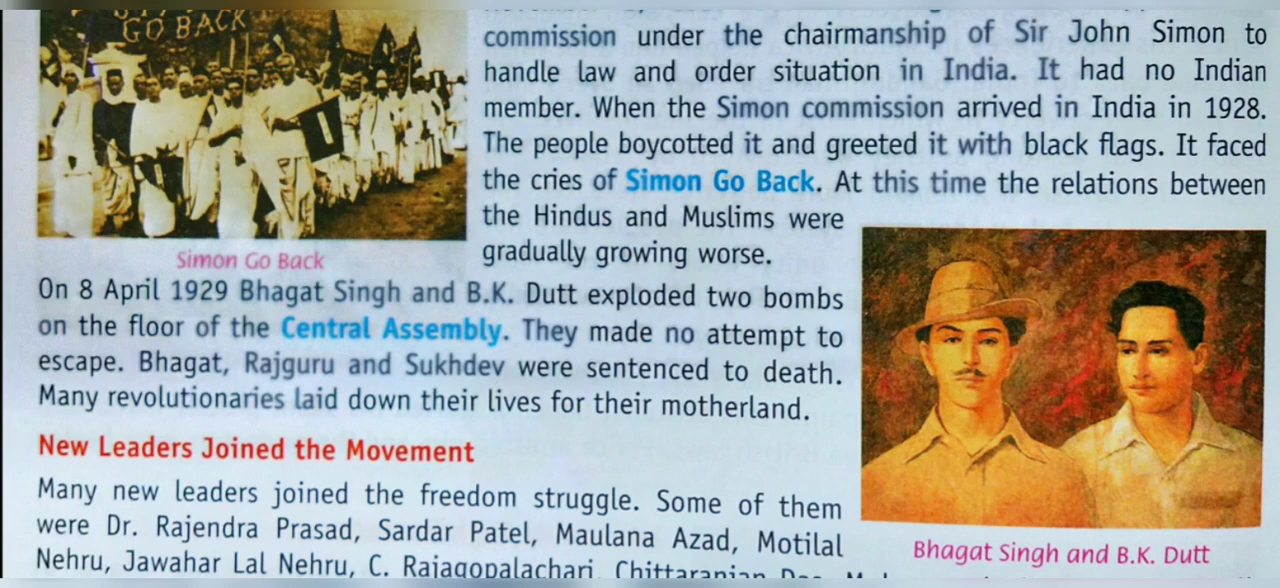 GO BACK
commission under the chairmanship of Sir John Simon to
handle law and order situation in India. It had no Indian
member. When the Simon commission arrived in India in 1928.
The people boycotted it and greeted it with black flags. It faced
the cries of Simon Go Back. At this time the relations between
the Hindus and Muslims were
gradually growing worse.
Simon Go Back
On 8 April 1929 Bhagat Singh and B.K. Dutt exploded two bombs
on the floor of the Central Assembly. They made no attempt to
escape. Bhagat, Rajguru and Sukhdev were sentenced to death.
Many revolutionaries laid down their lives for their motherland.
Bhagat Singh and B.K. Dutt
New Leaders Joined the Movement
Many new leaders joined the freedom struggle. Some of them
were Dr. Rajendra Prasad, Sardar Patel, Maulana Azad, Motilal
Nehru, Jawahar Lal Nehru, C. Rajagopalachari, Chittaranjan Das,